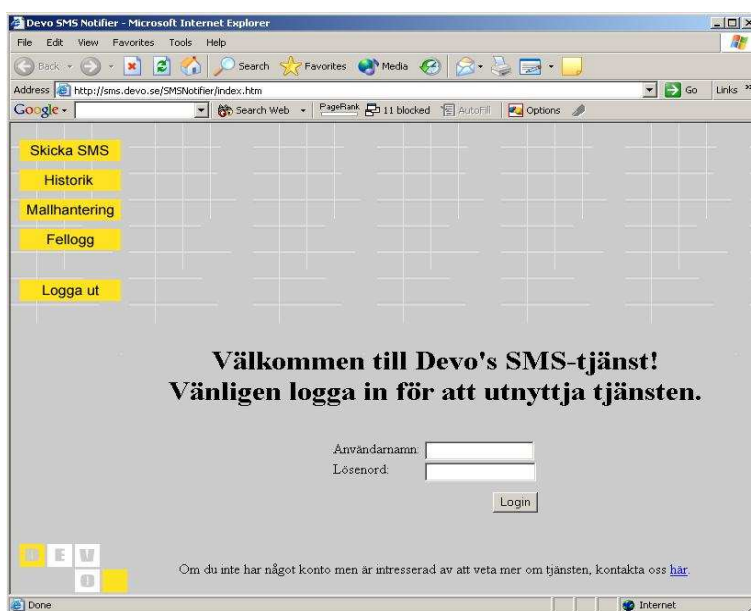 Devo SMS Notifier - Microsoft Internet Explorer
File Edit View Favorites Tools Help
Back Search Favorites Media
Address http://sms.devo.se/SMSNotifier/index.htm Go Links »
Google Search Web PageRank 11 blocked AutoFill Options
Skicka SMS
Historik
Mallhantering
Fellogg
Logga ut
Välkommen till Devo's SMS-tjänst!
Vänligen logga in för att utnyttja tjänsten.
Användarnamn:
Lösenord:
Login
D E V
O
Om du inte har något konto men är intresserad av att veta mer om tjänsten, kontakta oss här.
Done Internet